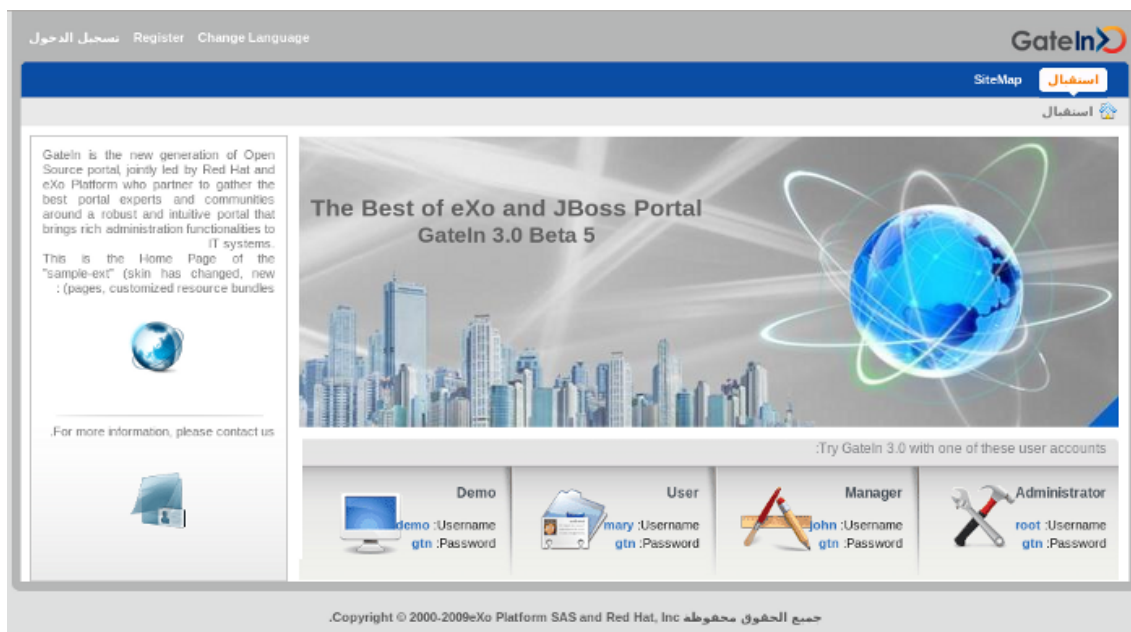 تسجيل الدخول Register Change Language
GateIn
SiteMap استقبال
استقبال
GateIn is the new generation of Open
Source portal, jointly led by Red Hat and
eXo Platform who partner to gather the
best portal experts and communities
around a robust and intuitive portal that
brings rich administration functionalities to
IT systems.
This is the Home Page of the
"sample-ext" (skin has changed, new
: (pages, customized resource bundles
.For more information, please contact us
The Best of eXo and JBoss Portal
GateIn 3.0 Beta 5
:Try GateIn 3.0 with one of these user accounts
Demo
demo :Username
gtn :Password
User
mary :Username
gtn :Password
Manager
john :Username
gtn :Password
Administrator
root :Username
gtn :Password
.Copyright © 2000-2009eXo Platform SAS and Red Hat, Inc جميع الحقوق محفوظة